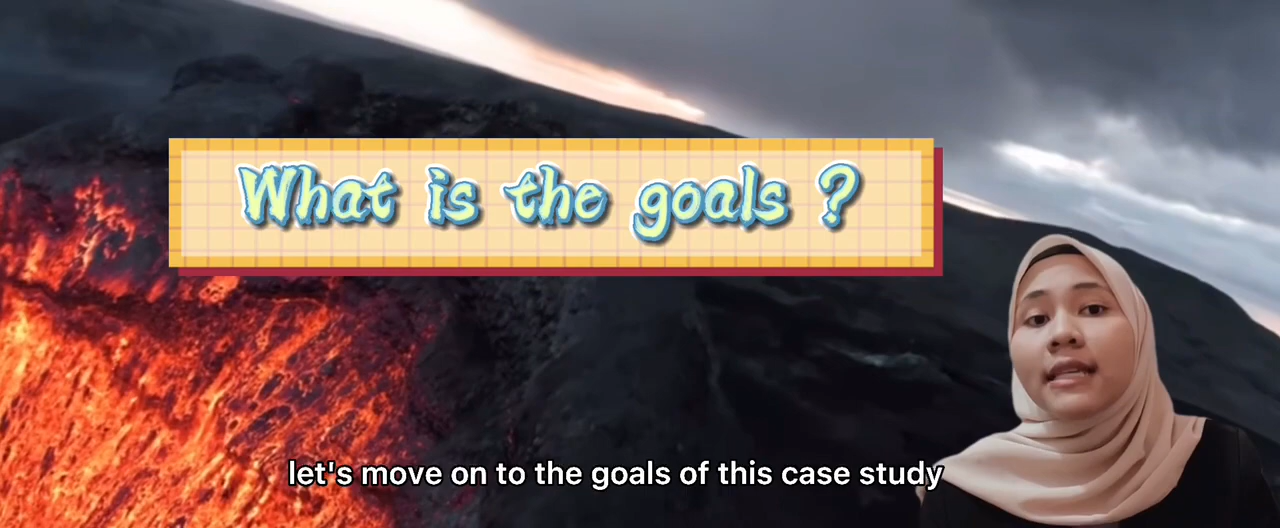 What is the goals ?
let's move on to the goals of this case study